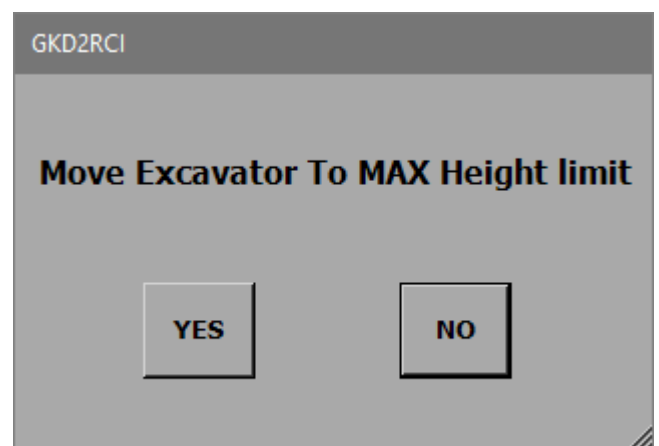 GKD2RCI
Move Excavator To MAX Height limit
YES
NO